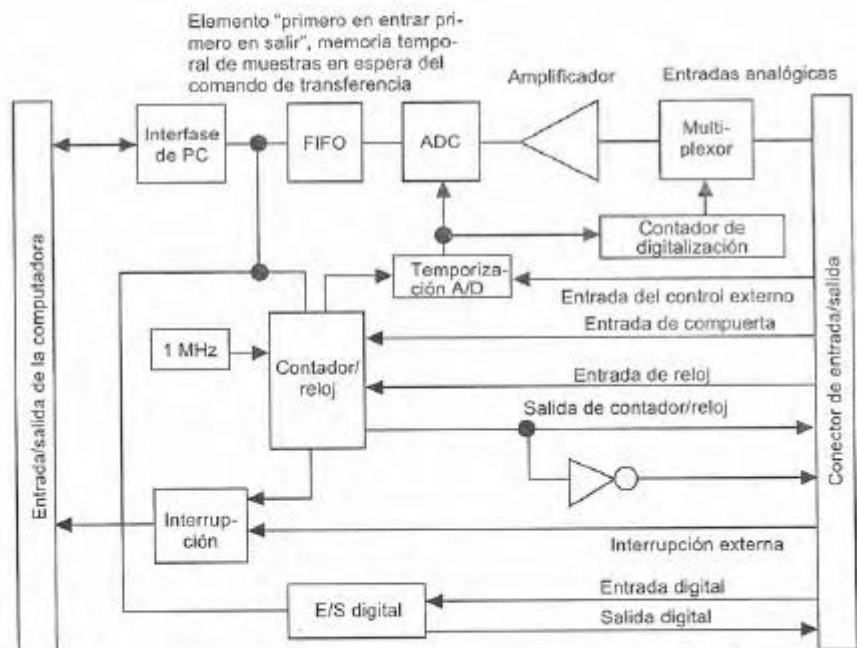 Elemento "primero en entrar pri-
mero en salir", memoria tempo-
ral de muestras en espera del
comando de transferencia
Amplificador
Entradas analógicas
Interfase
de PC
FIFO
ADC
Multi-
plexor
Contador de
digitalización
Temporiza-
ción A/D
Entrada del control externo
Entrada de compuerta
1 MHz
Contador/
reloj
Entrada de reloj
Salida de contador/reloj
Interrup-
ción
Interrupción externa
Entrada digital
E/S digital
Salida digital
Entrada/salida de la computadora
Conector de entrada/salida